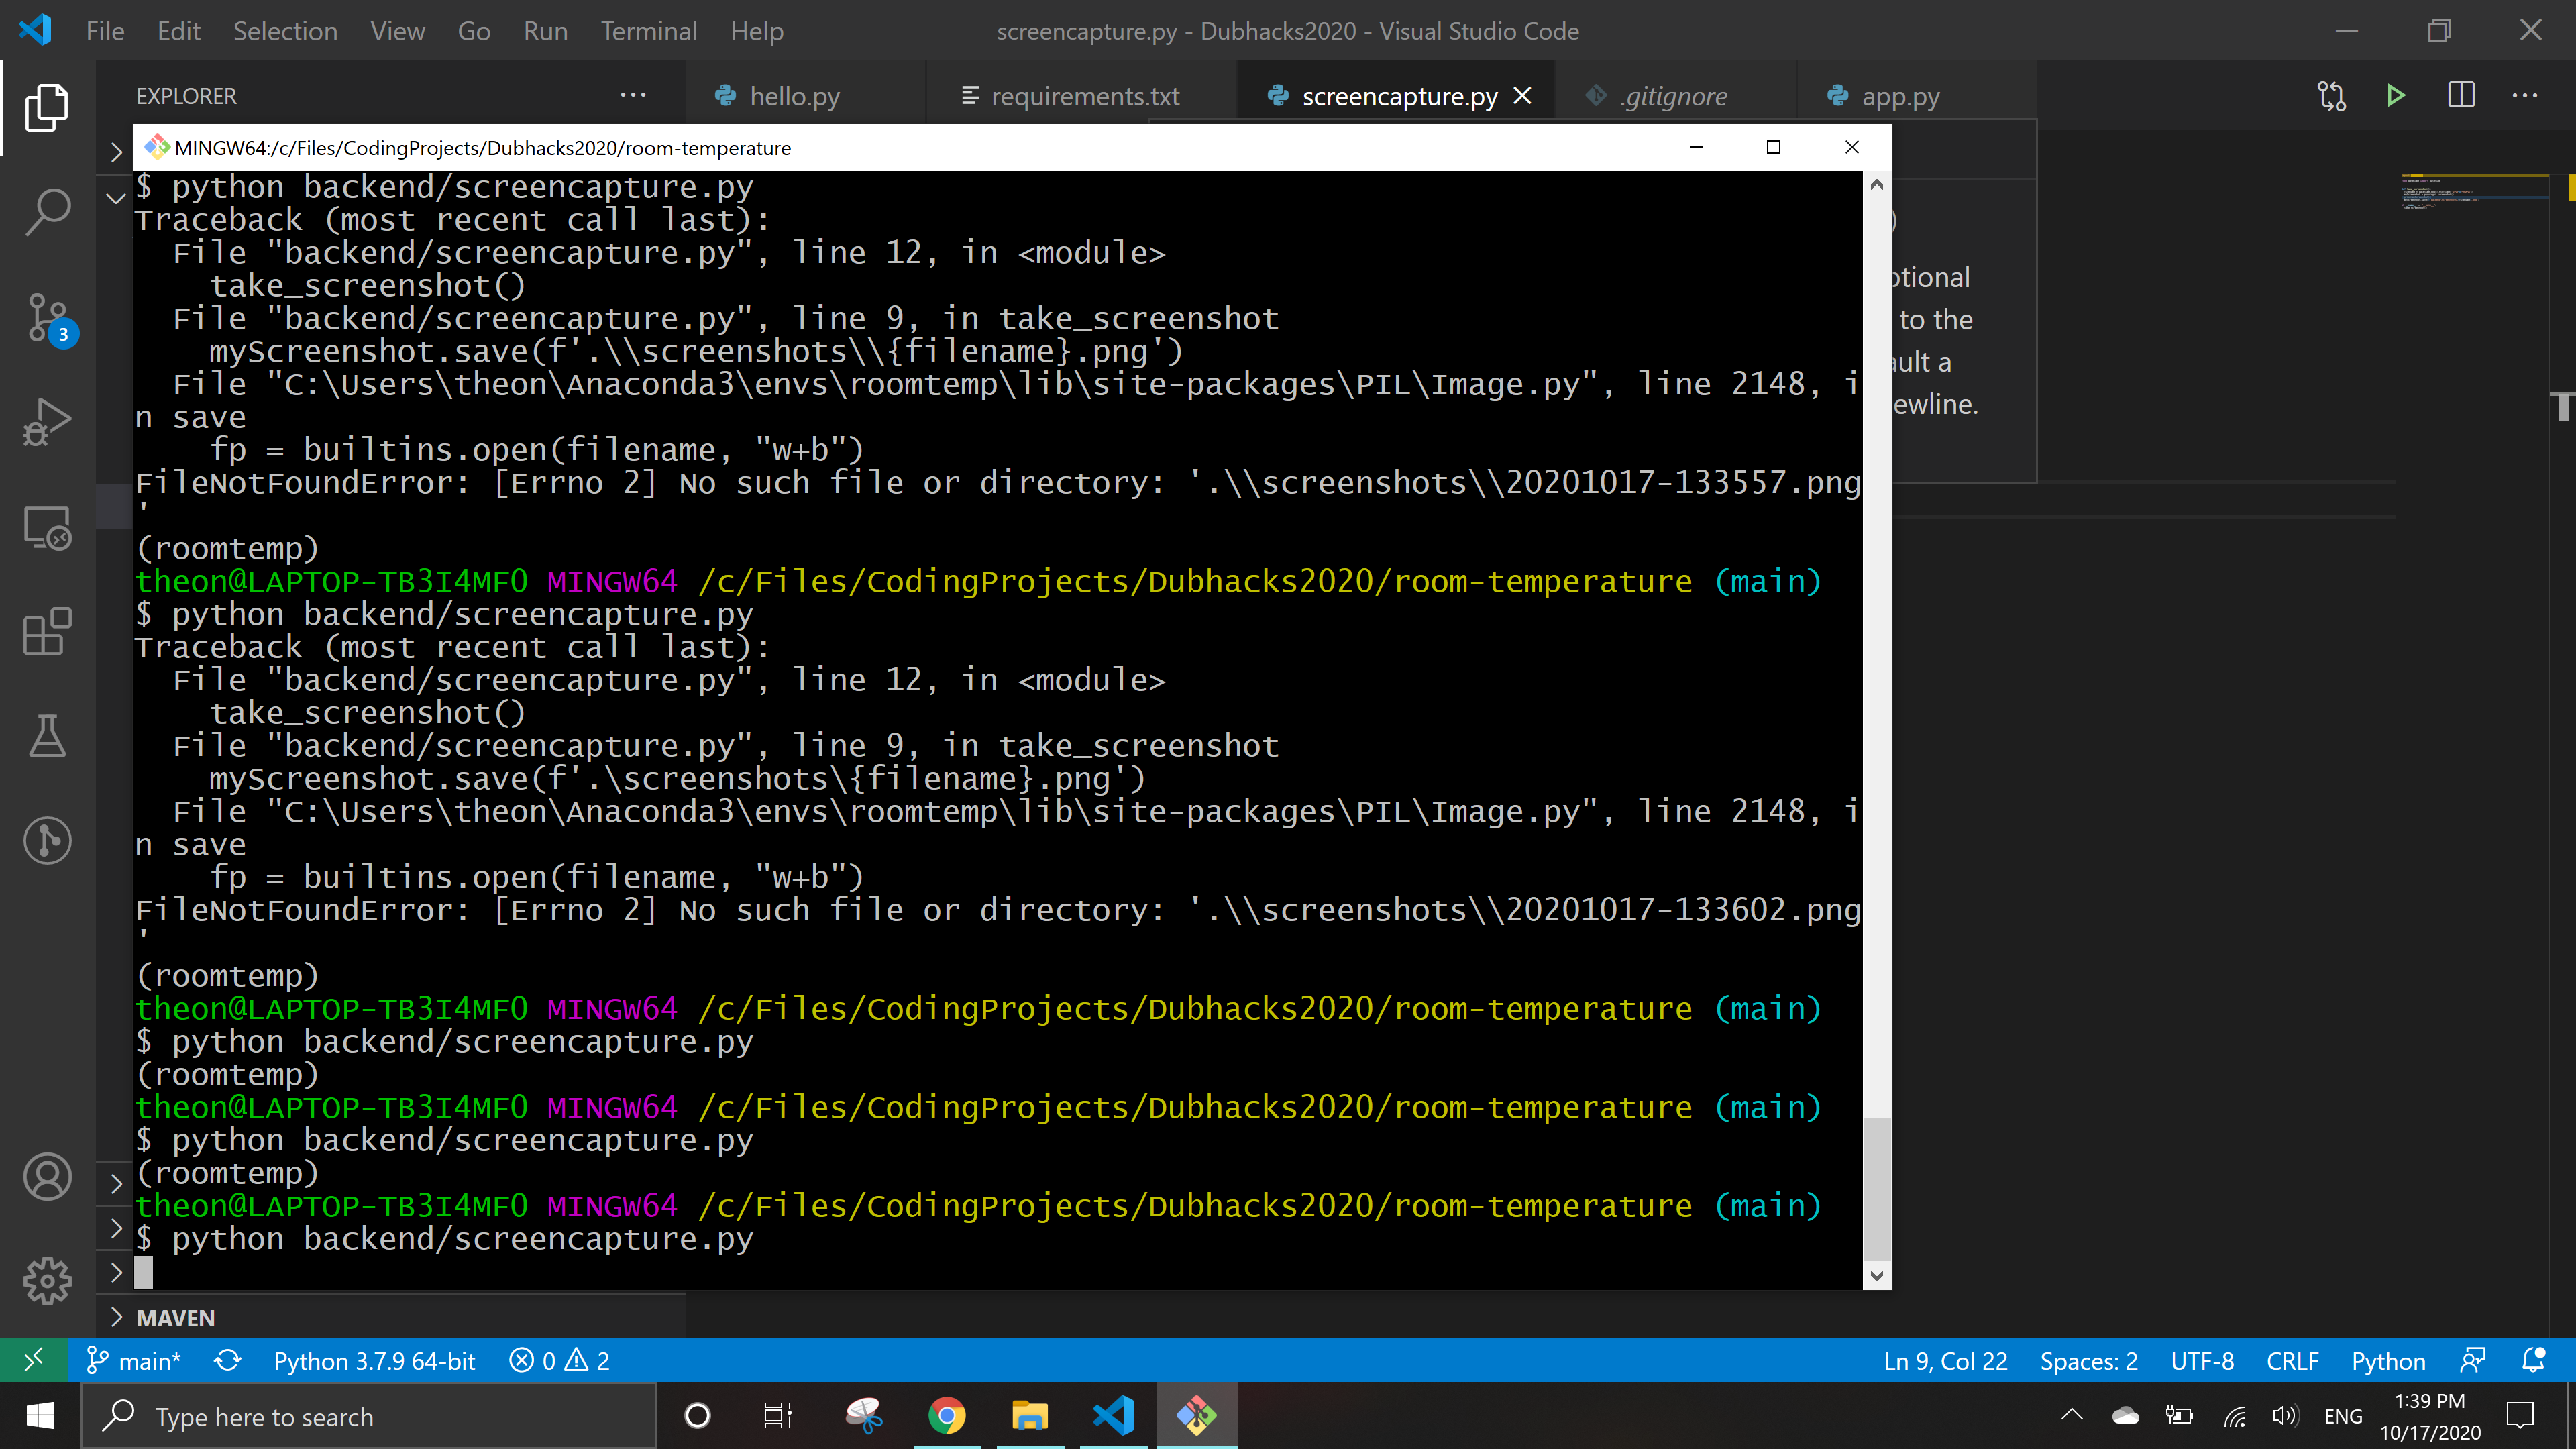 File Edit Selection View Go Run Terminal Help screencapture.py - Dubhacks2020 - Visual Studio Code
EXPLORER
hello.py
requirements.txt
screencapture.py
.gitignore
app.py
MINGW64:/c/Files/CodingProjects/Dubhacks2020/room-temperature
$ python backend/screencapture.py
Traceback (most recent call last):
  File "backend/screencapture.py", line 12, in <module>
    take_screenshot()
  File "backend/screencapture.py", line 9, in take_screenshot
    myScreenshot.save(f'.\\screenshots\\{filename}.png')
  File "C:\Users\theon\Anaconda3\envs\roomtemp\lib\site-packages\PIL\Image.py", line 2148, i
n save
    fp = builtins.open(filename, "w+b")
FileNotFoundError: [Errno 2] No such file or directory: '.\\screenshots\\20201017-133557.png
'
(roomtemp)
theon@LAPTOP-TB3I4MF0 MINGW64 /c/Files/CodingProjects/Dubhacks2020/room-temperature (main)
$ python backend/screencapture.py
Traceback (most recent call last):
  File "backend/screencapture.py", line 12, in <module>
    take_screenshot()
  File "backend/screencapture.py", line 9, in take_screenshot
    myScreenshot.save(f'.\screenshots\{filename}.png')
  File "C:\Users\theon\Anaconda3\envs\roomtemp\lib\site-packages\PIL\Image.py", line 2148, i
n save
    fp = builtins.open(filename, "w+b")
FileNotFoundError: [Errno 2] No such file or directory: '.\\screenshots\\20201017-133602.png
'
(roomtemp)
theon@LAPTOP-TB3I4MF0 MINGW64 /c/Files/CodingProjects/Dubhacks2020/room-temperature (main)
$ python backend/screencapture.py
(roomtemp)
theon@LAPTOP-TB3I4MF0 MINGW64 /c/Files/CodingProjects/Dubhacks2020/room-temperature (main)
$ python backend/screencapture.py
(roomtemp)
theon@LAPTOP-TB3I4MF0 MINGW64 /c/Files/CodingProjects/Dubhacks2020/room-temperature (main)
$ python backend/screencapture.py
)
ptional
to the
ault a
ewline.
3
MAVEN
main* Python 3.7.9 64-bit 0 2 Ln 9, Col 22 Spaces: 2 UTF-8 CRLF Python
Type here to search
ENG
1:39 PM
10/17/2020